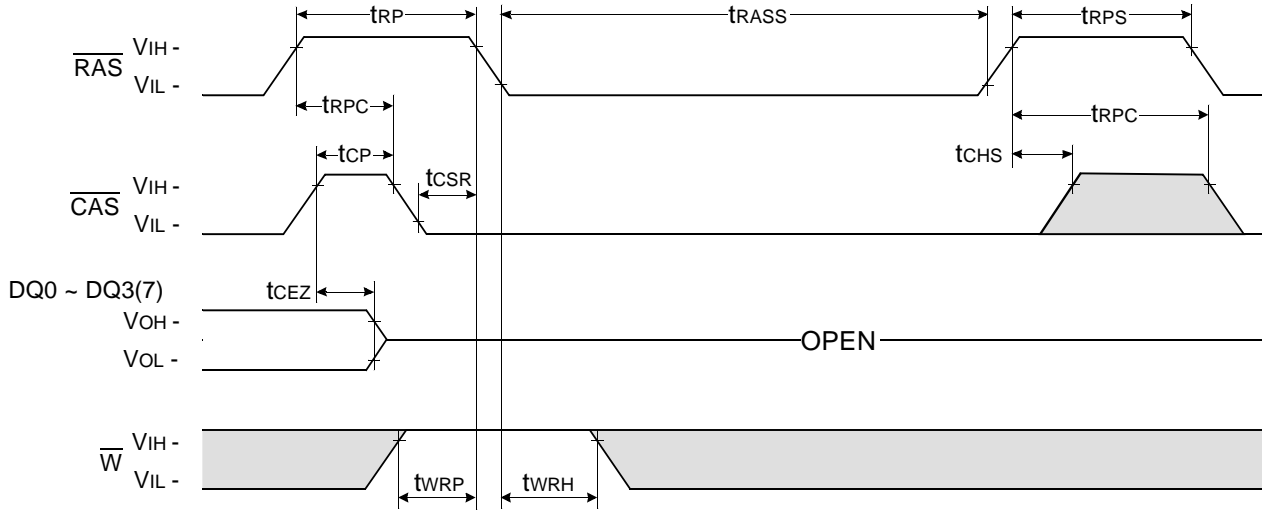 tRP
tRASS
tRPS
RAS
VIH -
VIL -
tRPC
tRPC
tCP
tCSR
tCHS
CAS
VIH -
VIL -
DQ0 ~ DQ3(7)
tCEZ
VOH -
VOL -
OPEN
W
VIH -
VIL -
tWRP
tWRH